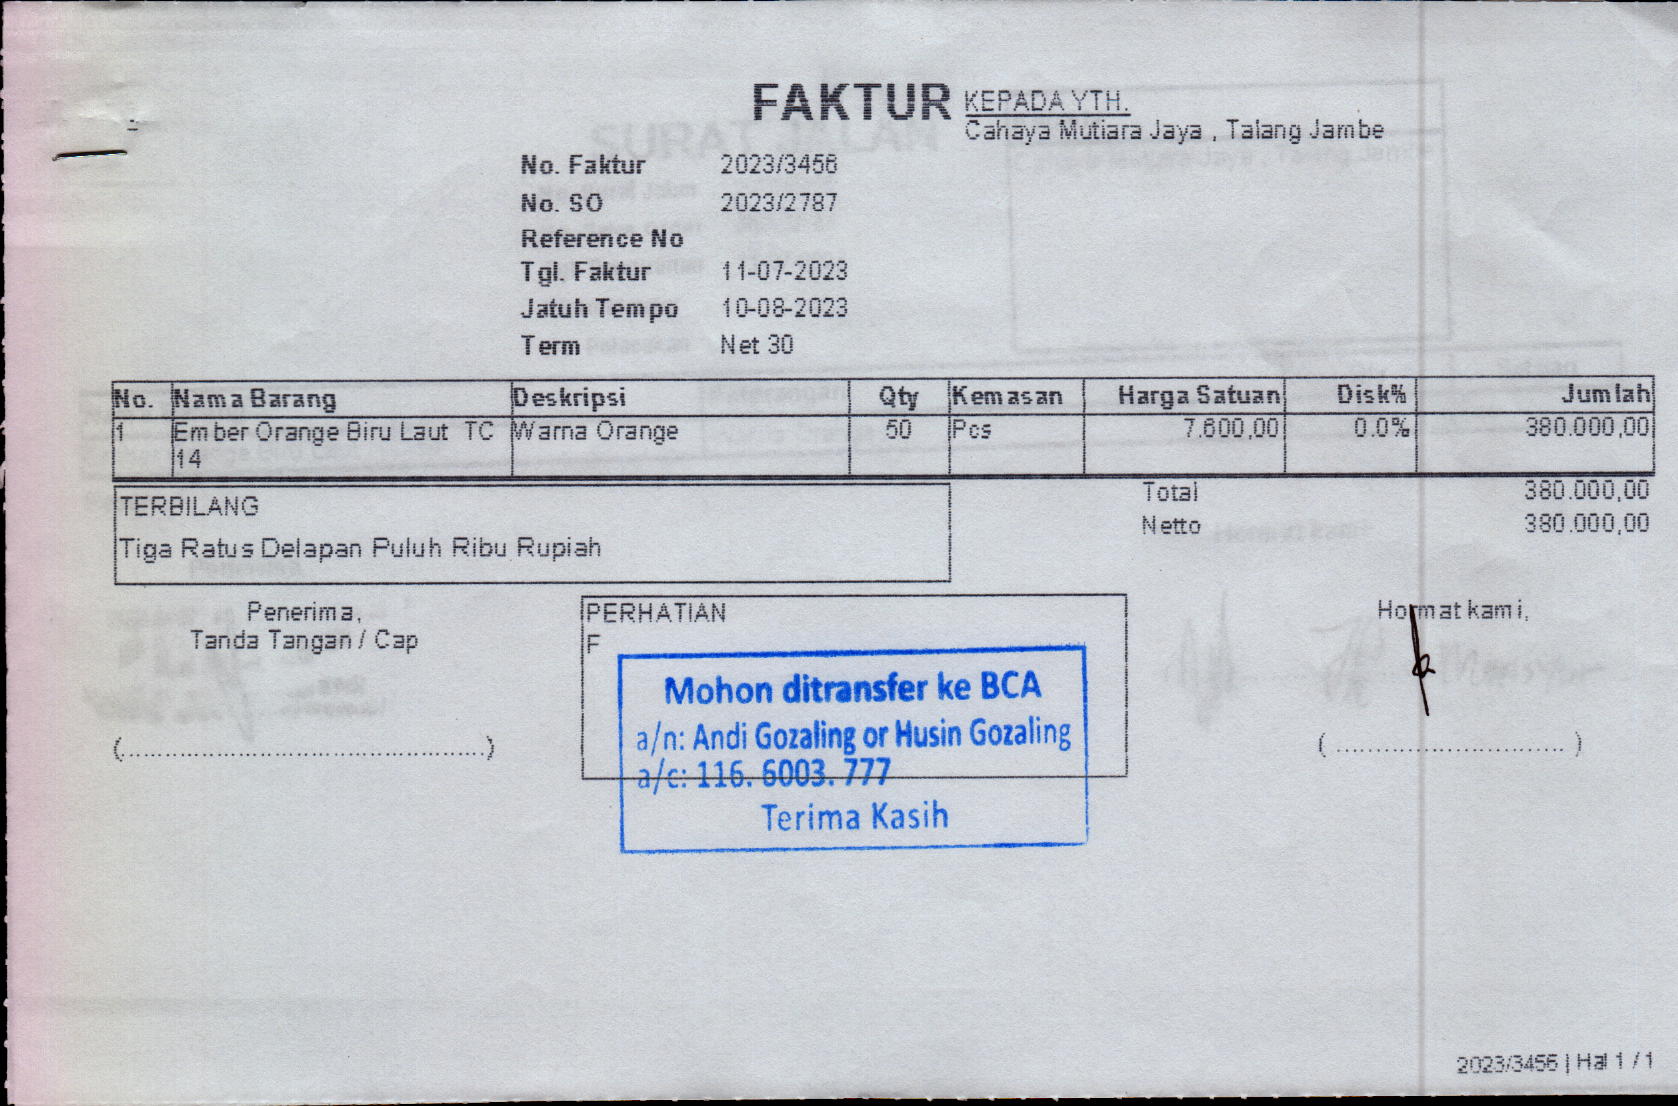 FAKTUR
KEPADA YTH.
Cahaya Mutiara Jaya , Talang Jambe
No. Faktur 2023/3456
No. SO 2023/2787
Reference No
Tgl. Faktur 11-07-2023
Jatuh Tempo 10-08-2023
Term Net 30
No. Nama Barang Deskripsi Qty Kemasan Harga Satuan Disk% Jumlah
1 Ember Orange Biru Laut TC Warna Orange 50 Pcs 7.600,00 0.0% 380.000,00
14
Total 380.000,00
Netto 380.000,00
TERBILANG
Tiga Ratus Delapan Puluh Ribu Rupiah
Penerima,
Tanda Tangan / Cap
(................................................)
PERHATIAN
F
Mohon ditransfer ke BCA
a/n: Andi Gozaling or Husin Gozaling
a/c: 116. 6003. 777
Terima Kasih
Hormat kami,
( .............................. )
2023/3456 | Hal 1 / 1